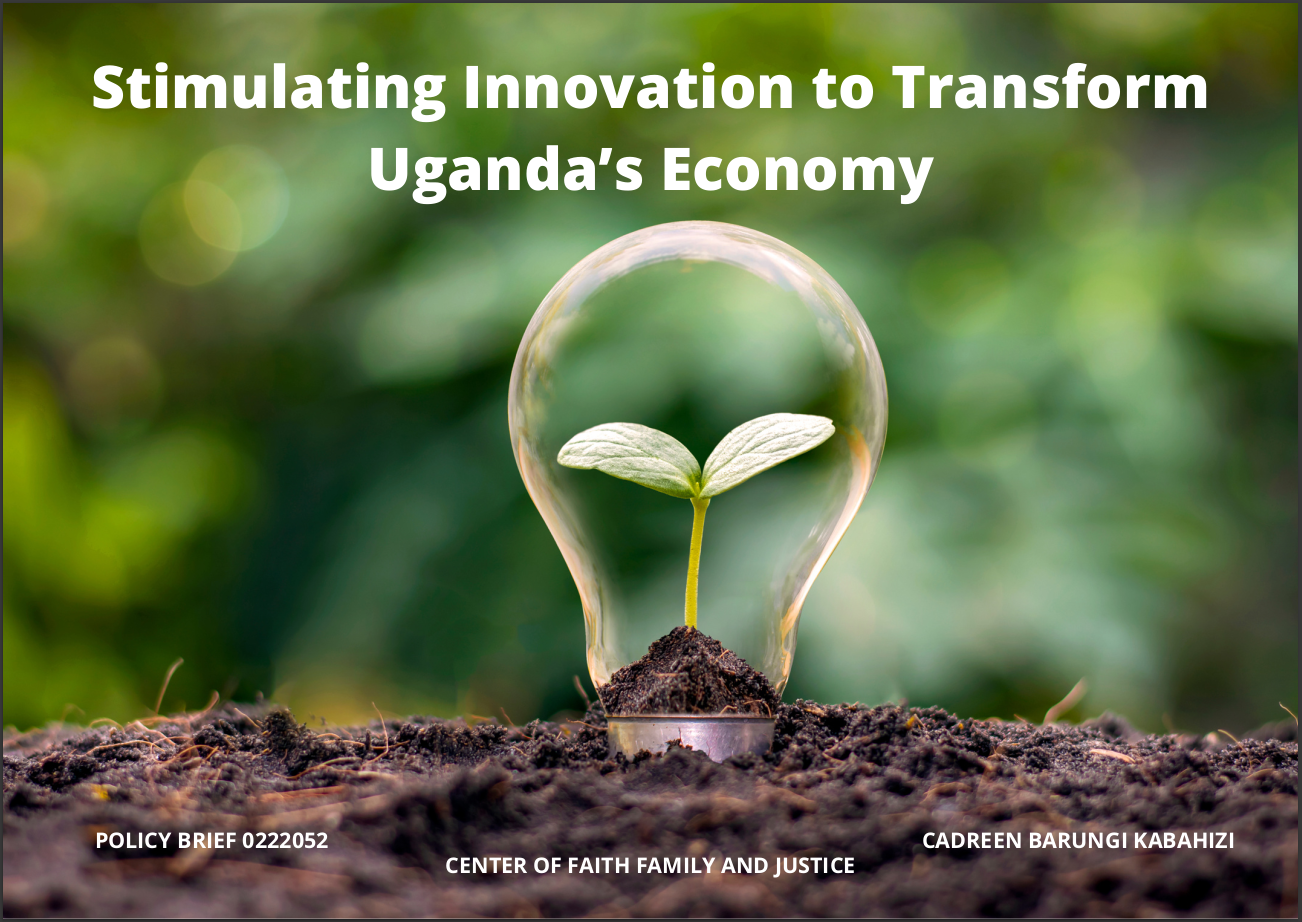 Stimulating Innovation to Transform
Uganda’s Economy
POLICY BRIEF 0222052
CADREEN BARUNGI KABAHIZI
CENTER OF FAITH FAMILY AND JUSTICE